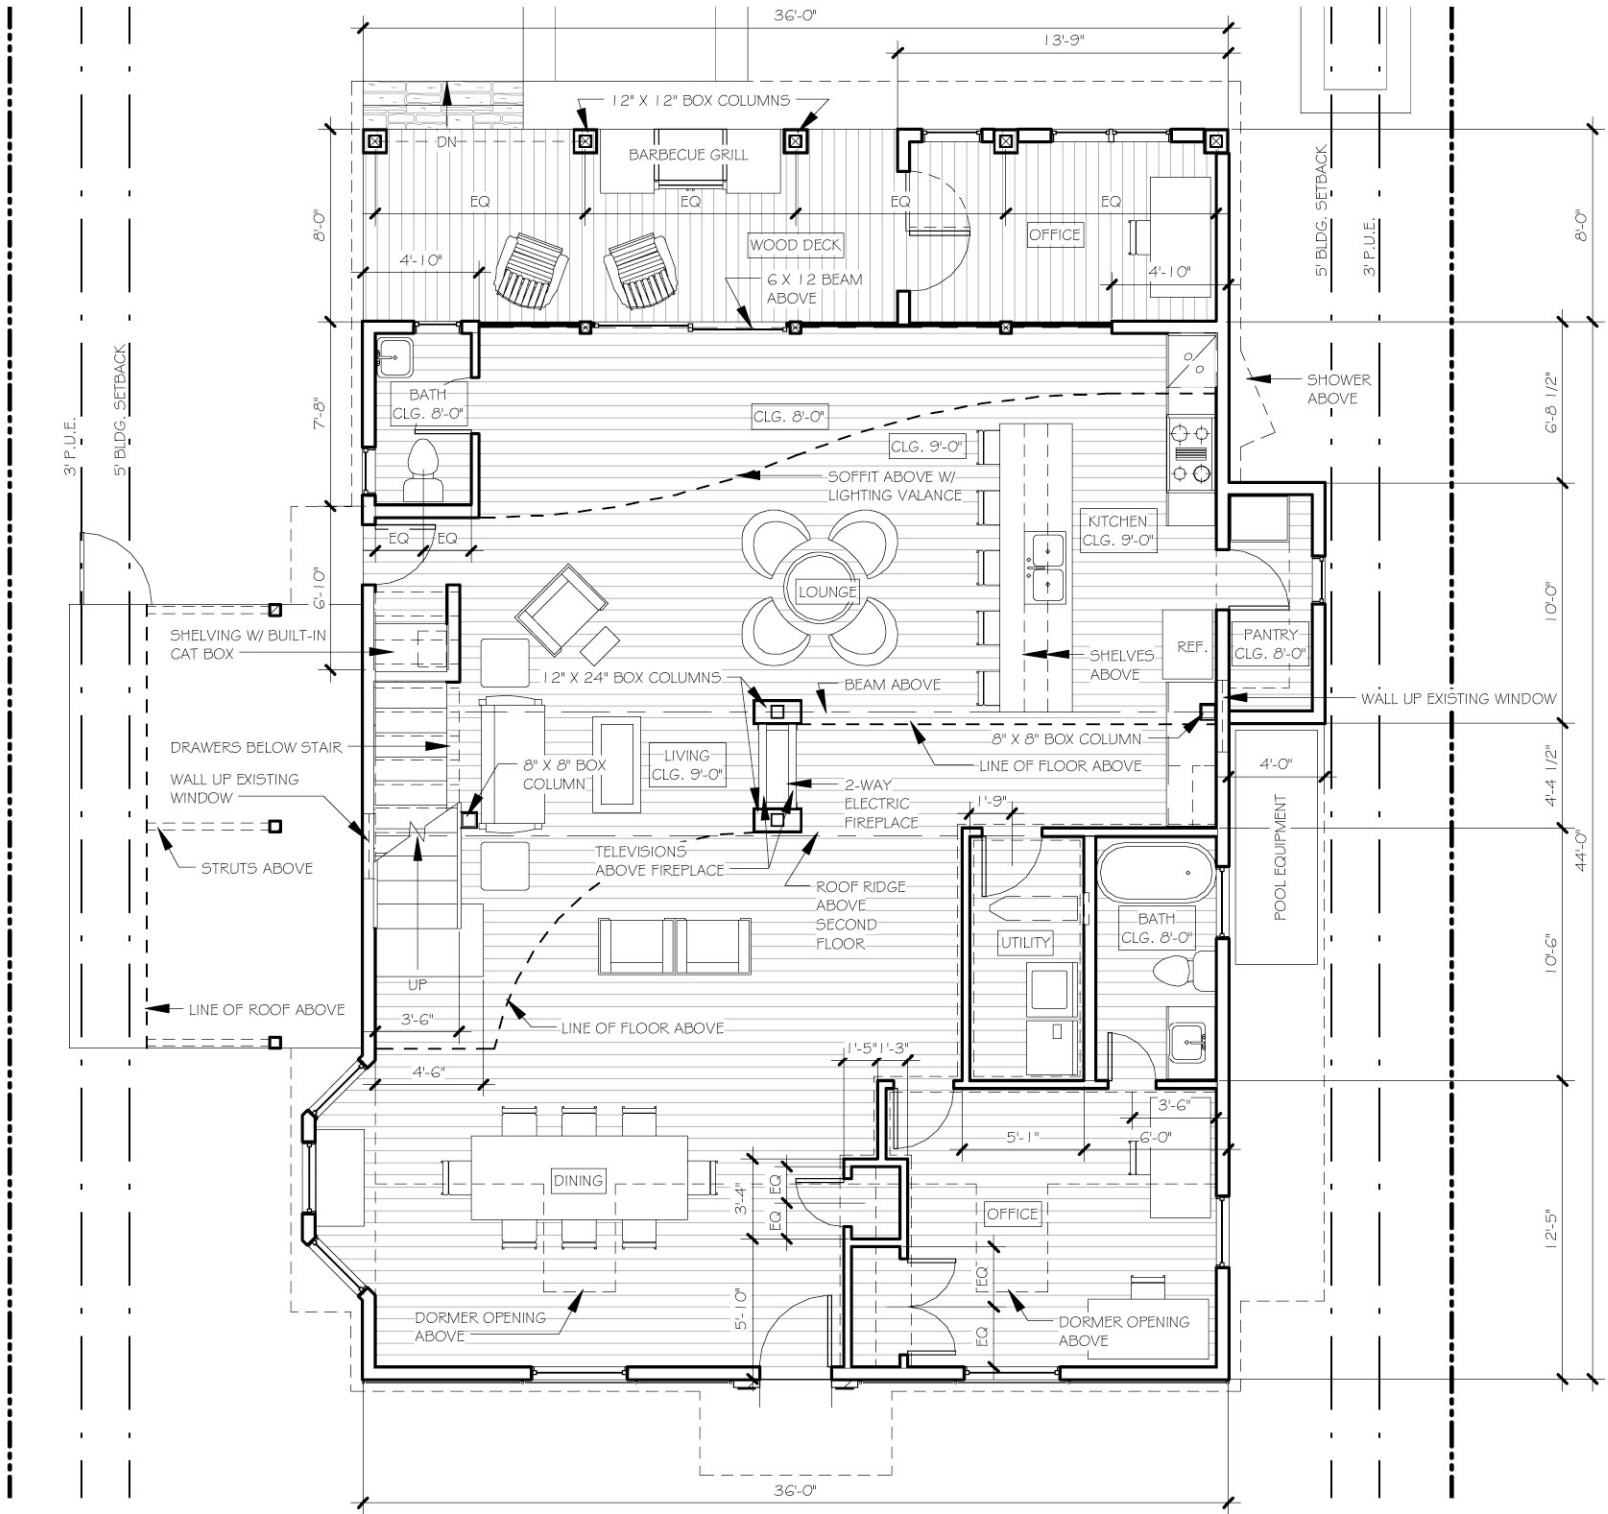 36'-0"
13'-9"
12" X 12" BOX COLUMNS
DN
BARBECUE GRILL
EQ
EQ
EQ
EQ
8'-0"
8'-0"
5' BLDG. SETBACK
3' P.U.E.
OFFICE
WOOD DECK
4'-10"
4'-10"
6 X 12 BEAM
ABOVE
5' BLDG. SETBACK
3' P.U.E.
7'-8"
BATH
CLG. 8'-0"
CLG. 8'-0"
CLG. 9'-0"
SHOWER
ABOVE
6'-8 1/2"
SOFFIT ABOVE W/
LIGHTING VALANCE
KITCHEN
CLG. 9'-0"
EQ
EQ
6'-10"
LOUNGE
10'-0"
SHELVING W/ BUILT-IN
CAT BOX
REF.
PANTRY
CLG. 8'-0"
SHELVES
ABOVE
12" X 24" BOX COLUMNS
BEAM ABOVE
WALL UP EXISTING WINDOW
DRAWERS BELOW STAIR
8" X 8" BOX COLUMN
LIVING
CLG. 9'-0"
8" X 8" BOX
COLUMN
LINE OF FLOOR ABOVE
4'-0"
4'-4 1/2"
WALL UP EXISTING
WINDOW
2-WAY
ELECTRIC
FIREPLACE
1'-9"
TELEVISIONS
ABOVE FIREPLACE
STRUTS ABOVE
44'-0"
POOL EQUIPMENT
ROOF RIDGE
ABOVE
SECOND
FLOOR
BATH
CLG. 8'-0"
UTILITY
10'-6"
UP
LINE OF ROOF ABOVE
3'-6"
LINE OF FLOOR ABOVE
1'-5"
1'-3"
4'-6"
3'-6"
5'-1"
6'-0"
DINING
3'-4"
EQ
EQ
OFFICE
12'-5"
EQ
EQ
5'-10"
DORMER OPENING
ABOVE
DORMER OPENING
ABOVE
36'-0"